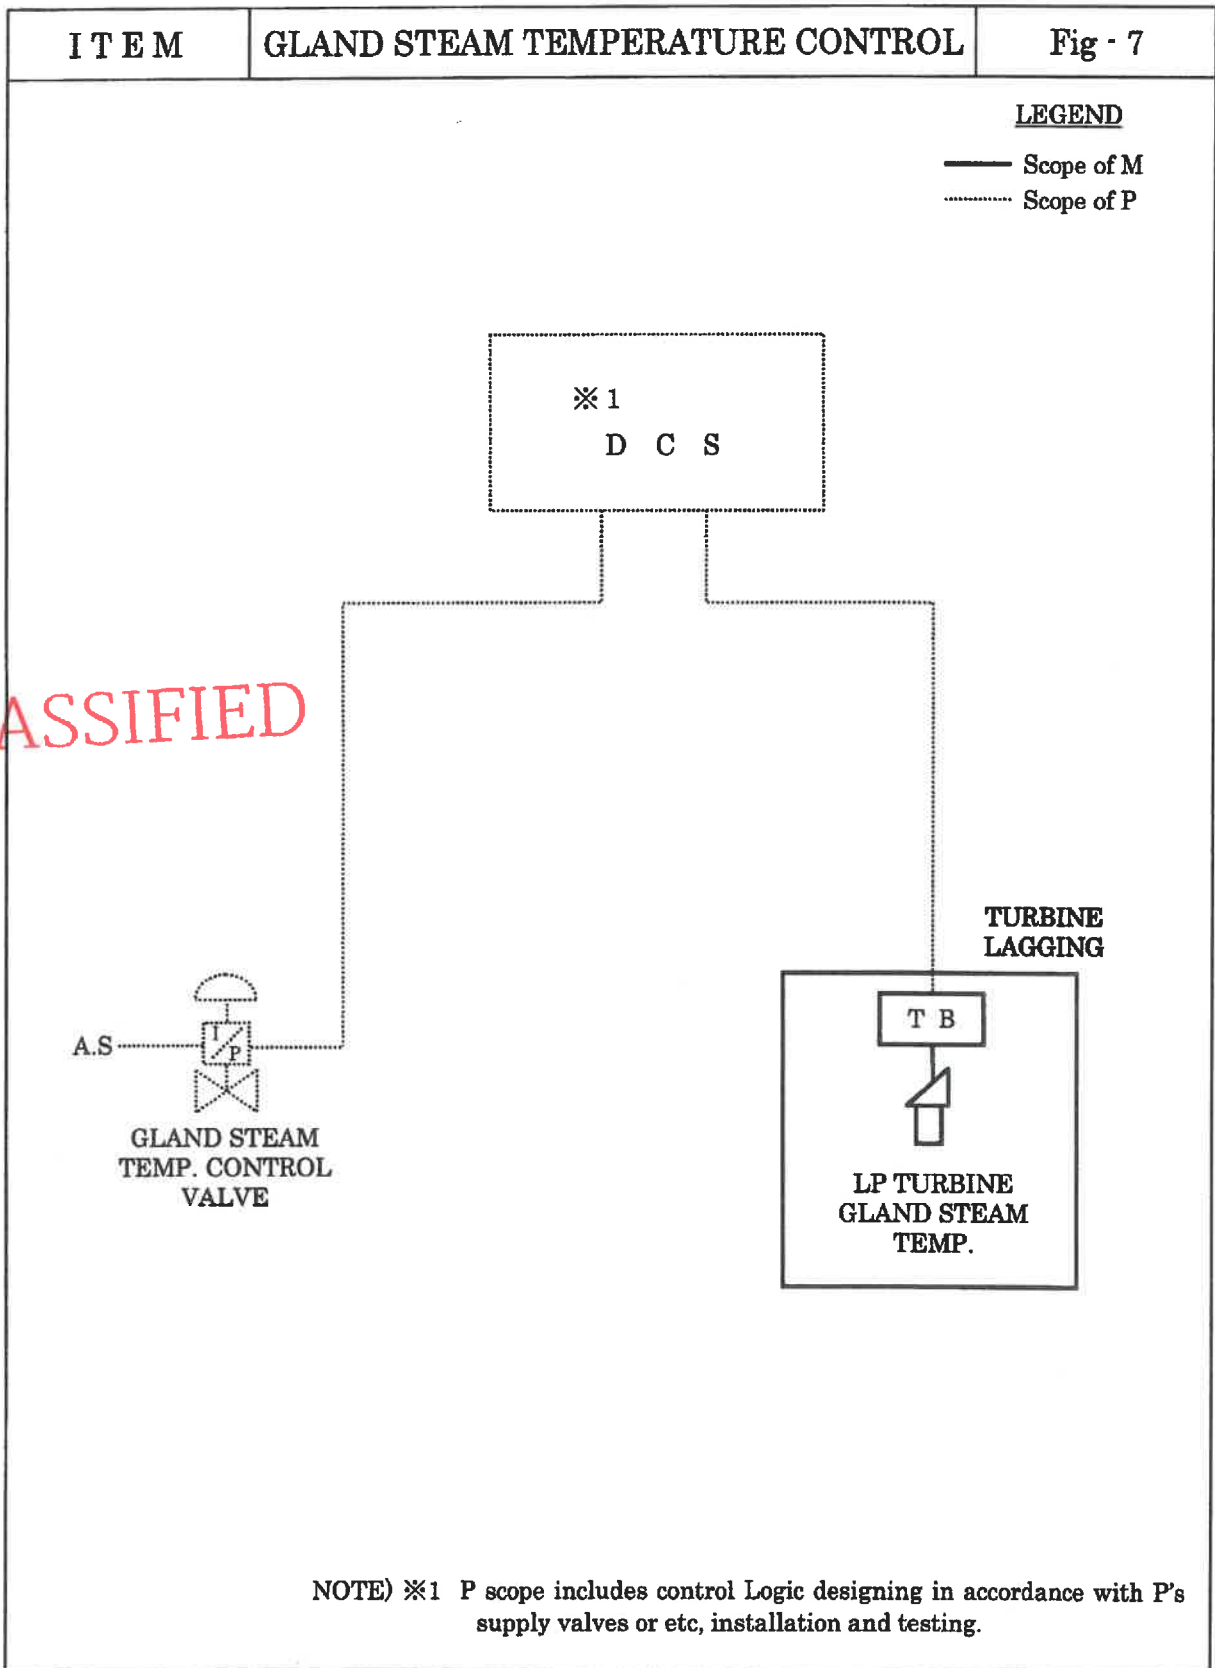 I T E M
GLAND STEAM TEMPERATURE CONTROL
Fig - 7
LEGEND
Scope of M
Scope of P
※1
D C S
ASSIFIED
TURBINE
LAGGING
T B
A.S
I
P
GLAND STEAM
TEMP. CONTROL
VALVE
LP TURBINE
GLAND STEAM
TEMP.
NOTE) ※1 P scope includes control Logic designing in accordance with P's
supply valves or etc, installation and testing.